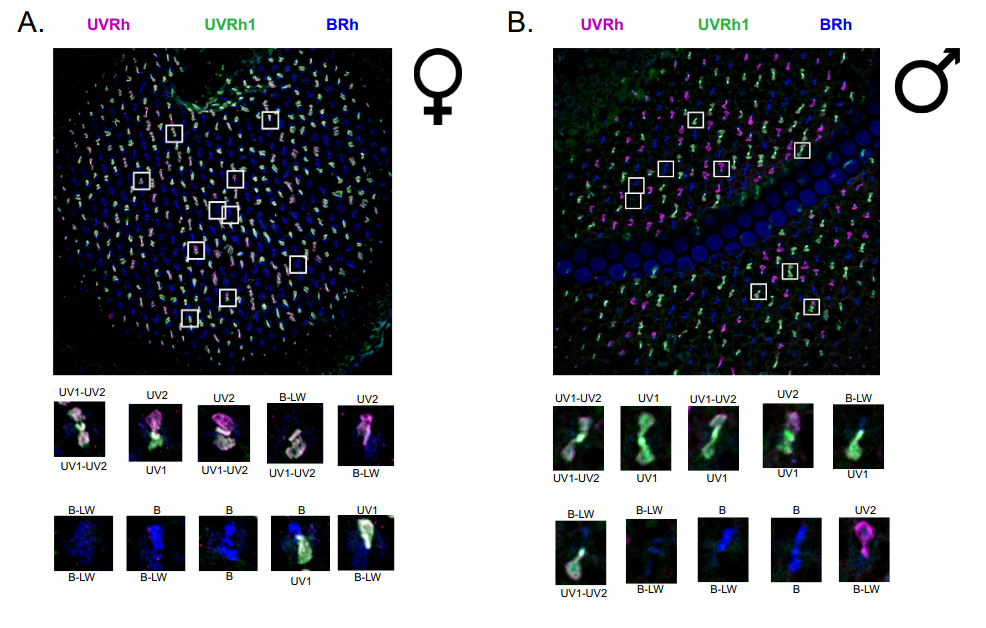 A. UVRh UVRh1 BRh
B. UVRh UVRh1 BRh
UV1-UV2 UV2 UV2 B-LW UV2
UV1-UV2 UV1 UV1-UV2 UV1-UV2 B-LW
B-LW B B B UV1
B-LW B-LW B UV1 B-LW
UV1-UV2 UV1 UV1-UV2 UV2 B-LW
UV1-UV2 UV1 UV1 UV1 UV1
B-LW B-LW B B UV2
UV1-UV2 B-LW B-LW B B-LW